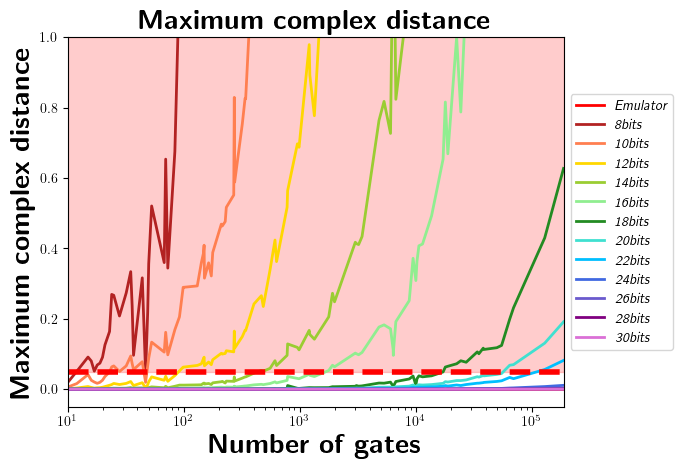 Maximum complex distance
Maximum complex distance
1.0
0.8
0.6
0.4
0.2
0.0
10^1
10^2
10^3
10^4
10^5
Number of gates
Emulator
8bits
10bits
12bits
14bits
16bits
18bits
20bits
22bits
24bits
26bits
28bits
30bits